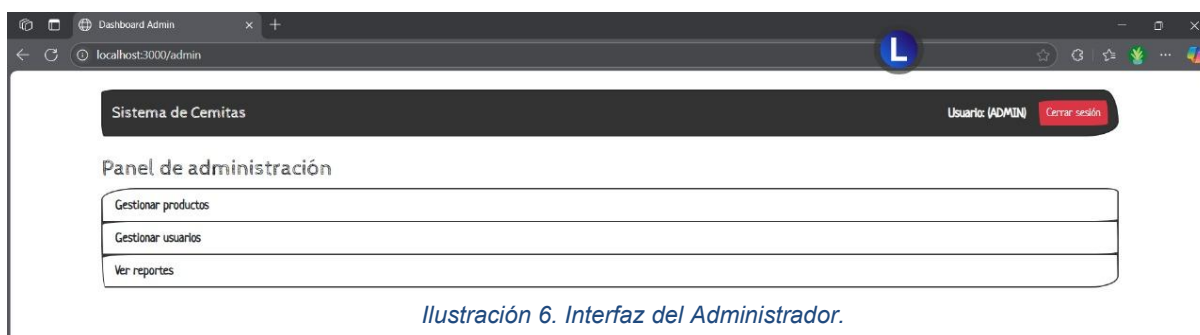 Dashboard Admin
localhost:3000/admin
L
Sistema de Cemitas
Usuario: (ADMIN)
Cerrar sesión
Panel de administración
Gestionar productos
Gestionar usuarios
Ver reportes
Ilustración 6. Interfaz del Administrador.